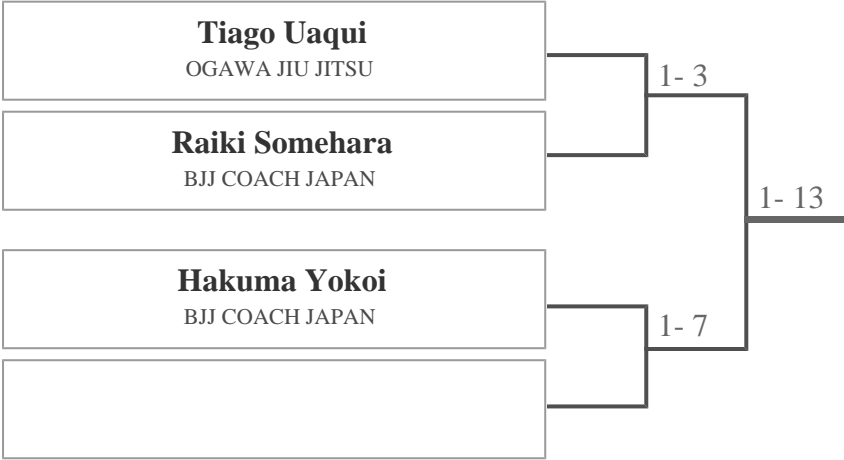 Tiago Uaqui
OGAWA JIU JITSU
1- 3
Raiki Somehara
BJJ COACH JAPAN
1- 13
Hakuma Yokoi
BJJ COACH JAPAN
1- 7